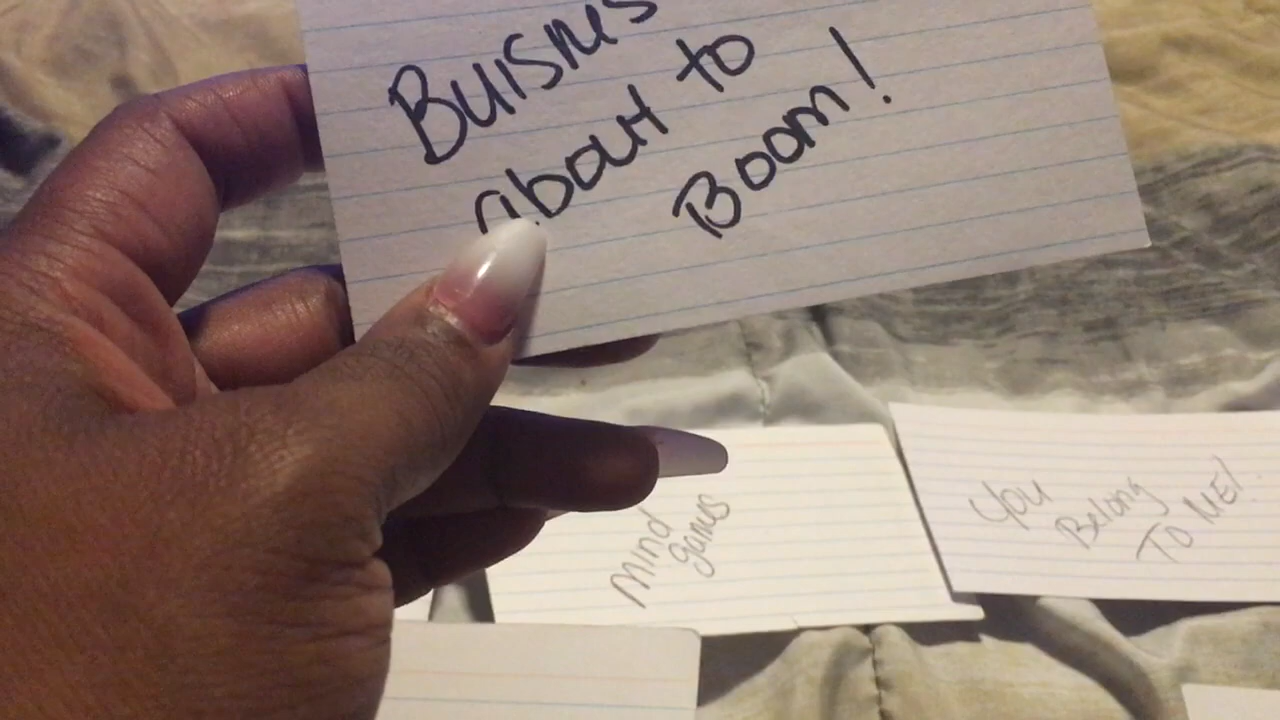 Buisnes
about to
Boom!
mind
games
you
Belong
TO ME!